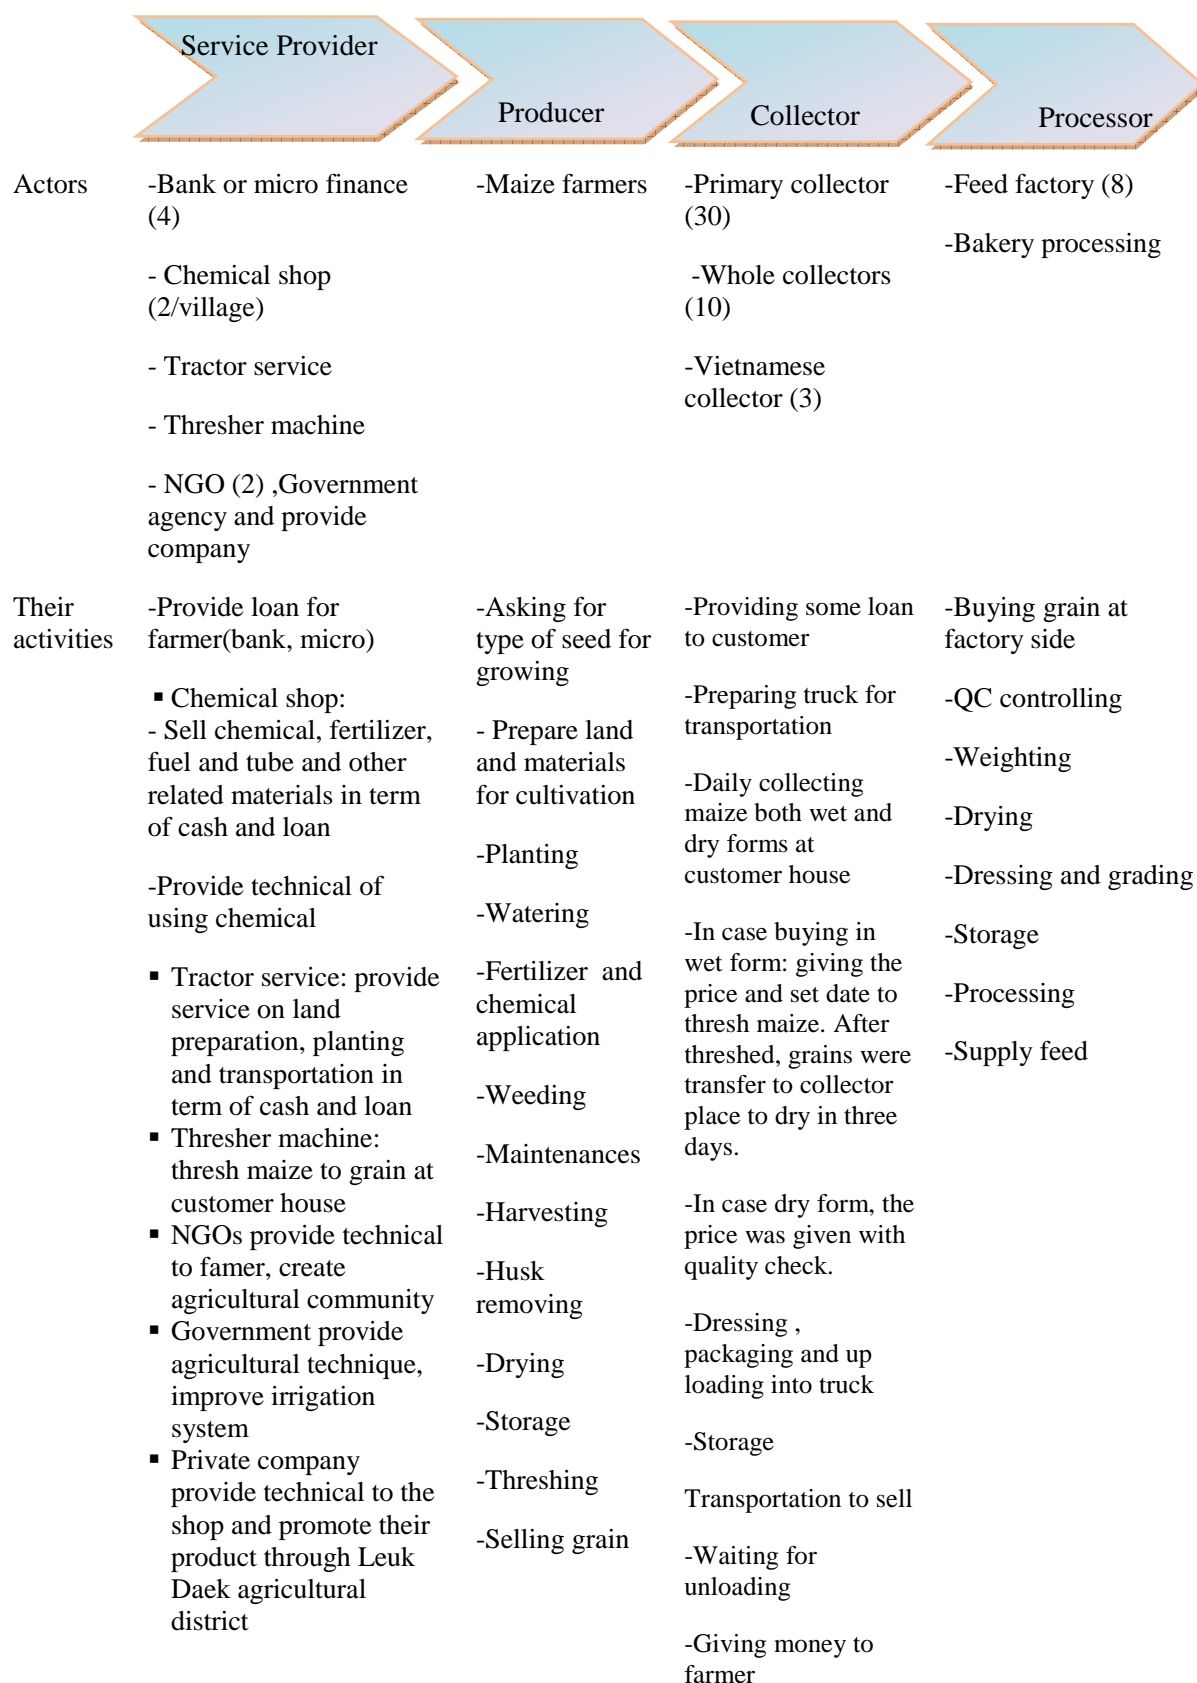 Service Provider
Producer
Collector
Processor
Actors
-Bank or micro finance
(4)
- Chemical shop
(2/village)
- Tractor service
- Thresher machine
- NGO (2) ,Government
agency and provide
company
-Maize farmers
-Primary collector
(30)
-Whole collectors
(10)
-Vietnamese
collector (3)
-Feed factory (8)
-Bakery processing
Their
activities
-Provide loan for
farmer(bank, micro)
▪ Chemical shop:
- Sell chemical, fertilizer,
fuel and tube and other
related materials in term
of cash and loan
-Provide technical of
using chemical
▪ Tractor service: provide
service on land
preparation, planting
and transportation in
term of cash and loan
▪ Thresher machine:
thresh maize to grain at
customer house
▪ NGOs provide technical
to famer, create
agricultural community
▪ Government provide
agricultural technique,
improve irrigation
system
▪ Private company
provide technical to the
shop and promote their
product through Leuk
Daek agricultural
district
-Asking for
type of seed for
growing
- Prepare land
and materials
for cultivation
-Planting
-Watering
-Fertilizer and
chemical
application
-Weeding
-Maintenances
-Harvesting
-Husk
removing
-Drying
-Storage
-Threshing
-Selling grain
-Providing some loan
to customer
-Preparing truck for
transportation
-Daily collecting
maize both wet and
dry forms at
customer house
-In case buying in
wet form: giving the
price and set date to
thresh maize. After
threshed, grains were
transfer to collector
place to dry in three
days.
-In case dry form, the
price was given with
quality check.
-Dressing ,
packaging and up
loading into truck
-Storage
Transportation to sell
-Waiting for
unloading
-Giving money to
farmer
-Buying grain at
factory side
-QC controlling
-Weighting
-Drying
-Dressing and grading
-Storage
-Processing
-Supply feed